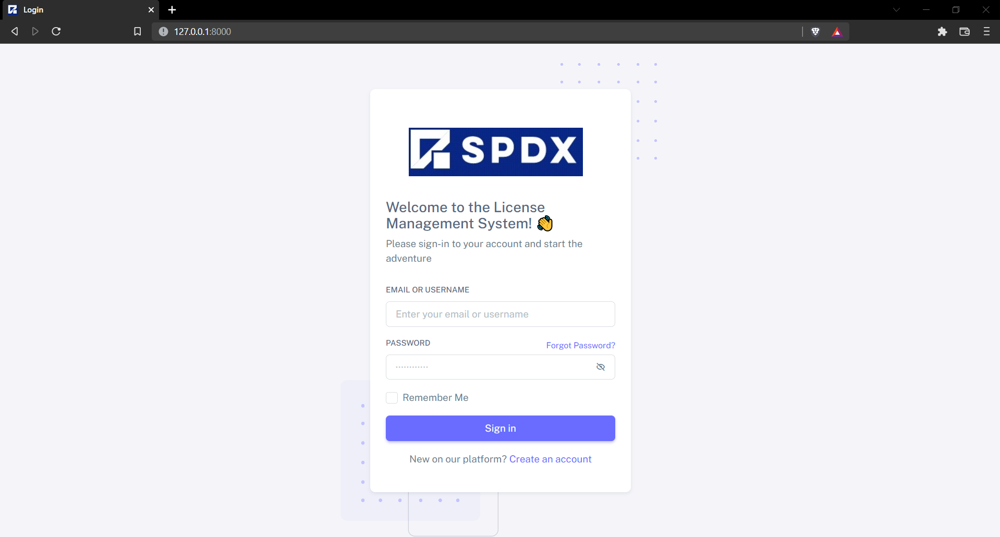 Login
127.0.0.1:8000
SPDX
Welcome to the License
Management System! 👋
Please sign-in to your account and start the
adventure
EMAIL OR USERNAME
Enter your email or username
PASSWORD
Forgot Password?
············
Remember Me
Sign in
New on our platform? Create an account